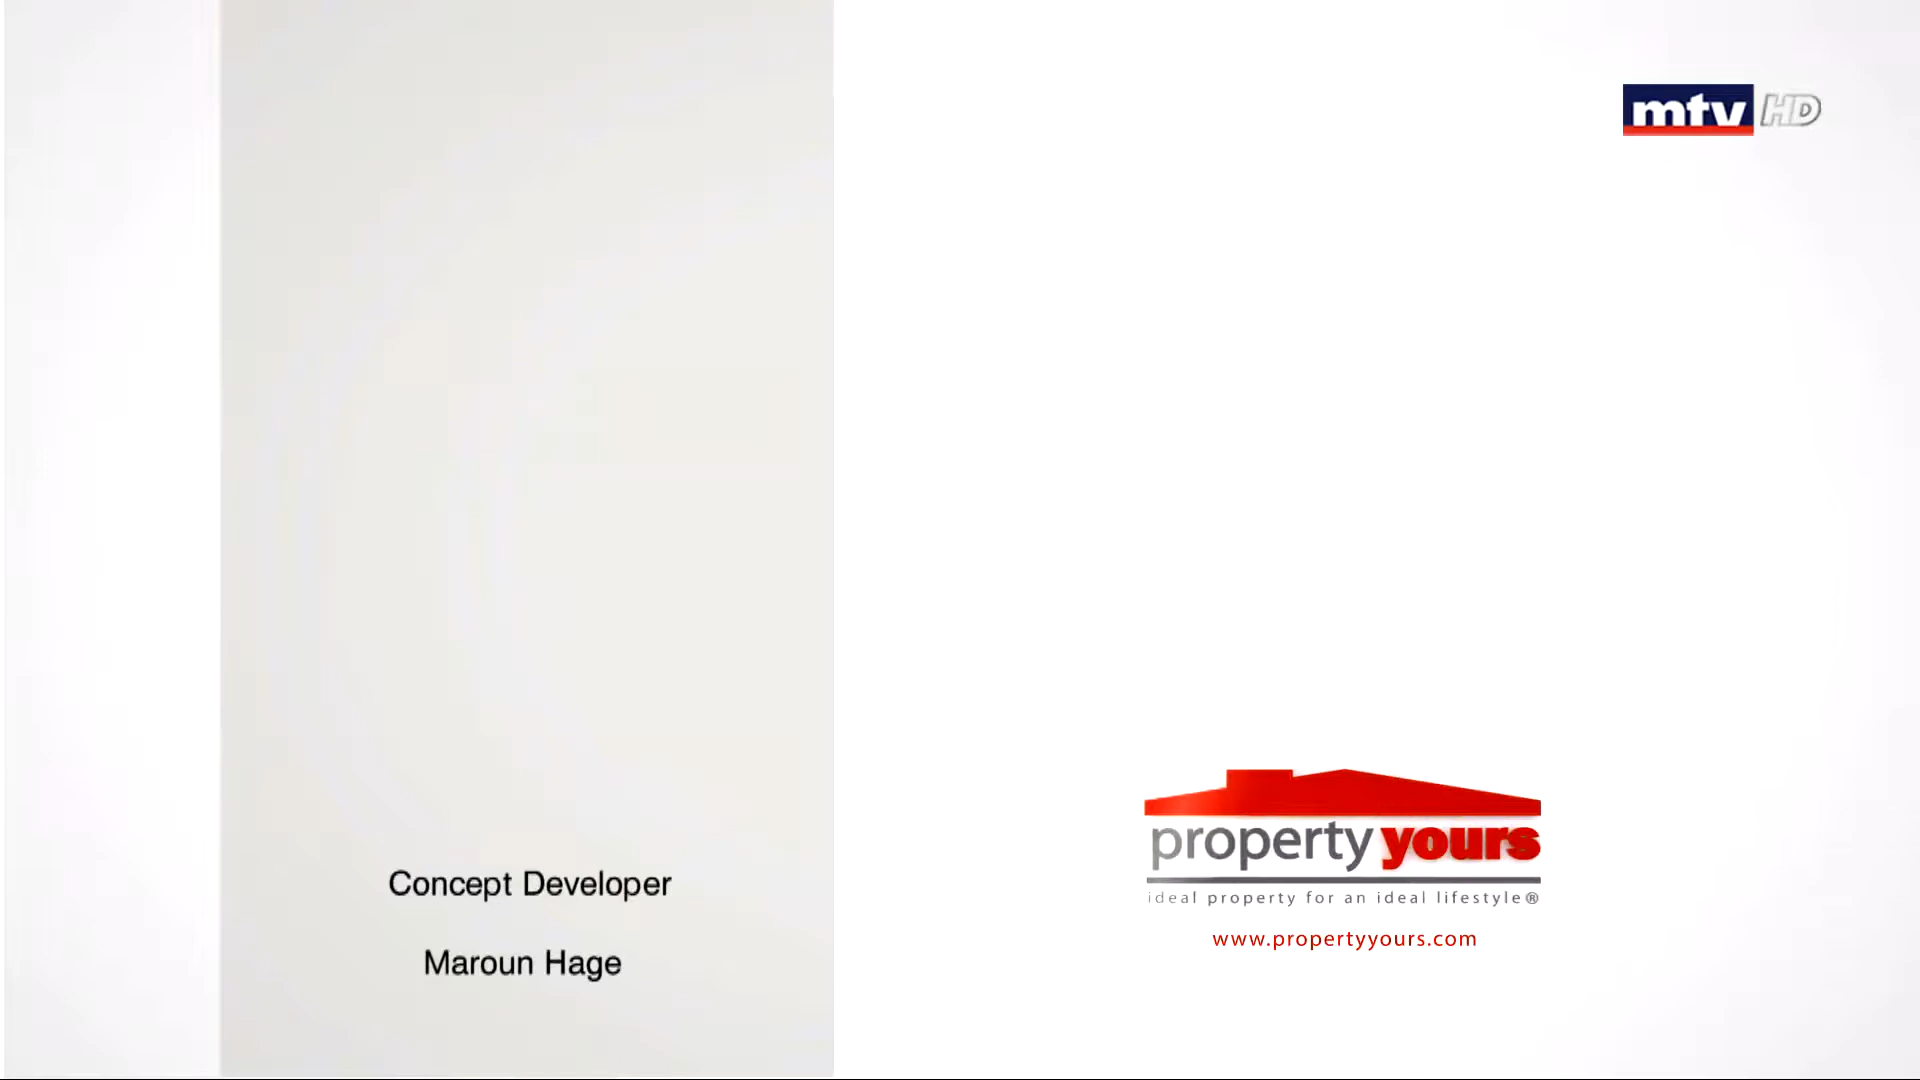 mtv HD
Concept Developer
Maroun Hage
property yours
ideal property for an ideal lifestyle®
www.propertyyours.com